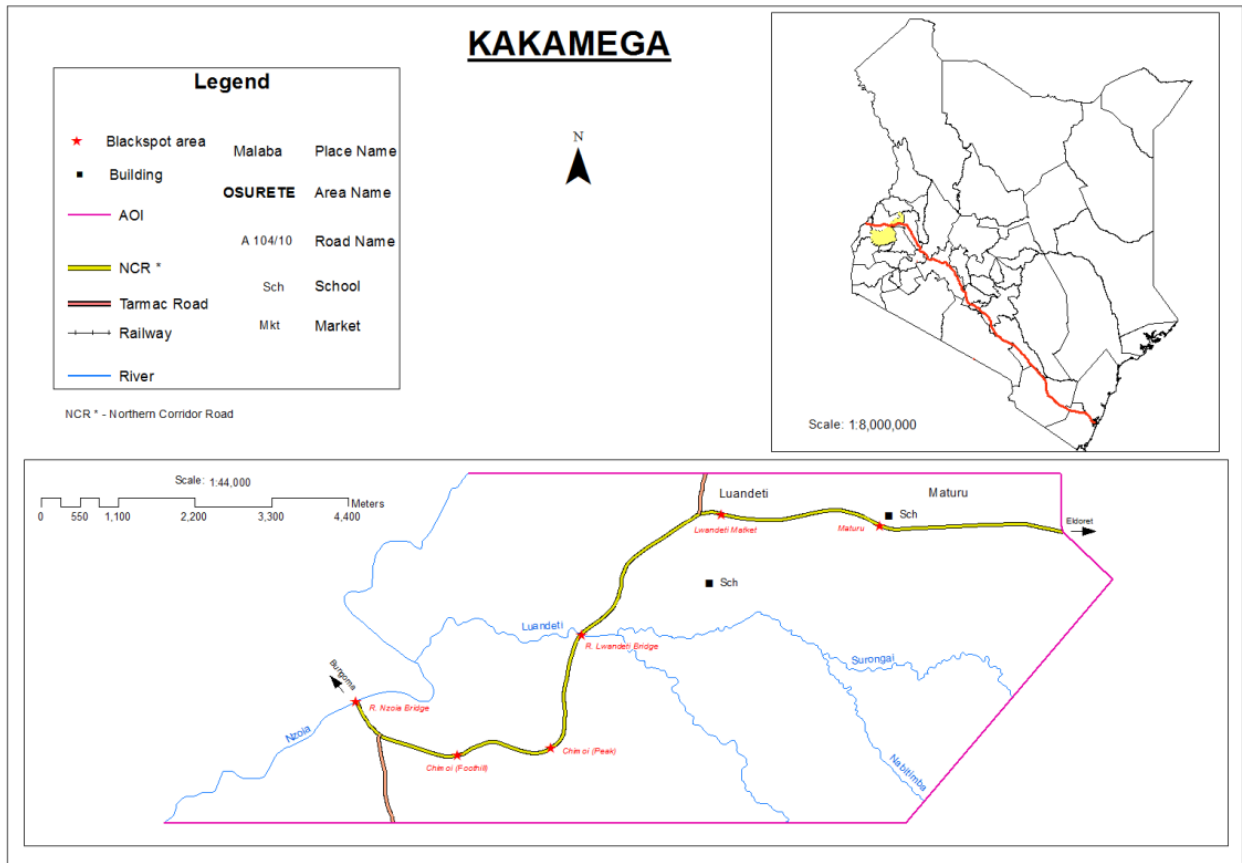 KAKAMEGA
Legend
Blackspot area
Building
AOI
NCR *
Tarmac Road
Railway
River
Malaba Place Name
OSURETE Area Name
A 104/10 Road Name
Sch School
Mkt Market
NCR * - Northern Corridor Road
N
Scale: 1:8,000,000
Scale: 1:44,000
Meters
0 550 1,100 2,200 3,300 4,400
Luandeti
Maturu
Sch
Lwandeti Market
Maturu
Eldoret
Sch
Luandeti
R. Lwandeti Bridge
Surongai
Bungoma
R. Nzoia Bridge
Nzoia
Chimoi (Peak)
Chimoi (Foothill)
Nabitimba